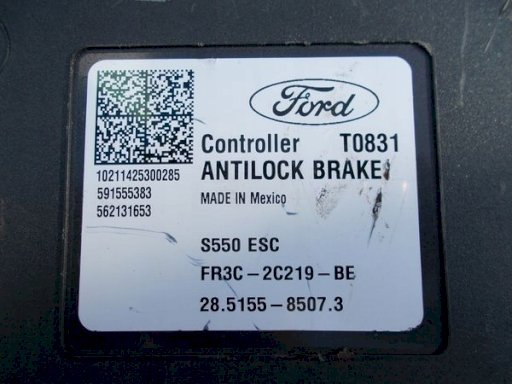 Ford
Controller T0831
ANTILOCK BRAKE
MADE IN Mexico
10211425300285
591555383
562131653
S550 ESC
FR3C-2C219-BE
28.5155-8507.3